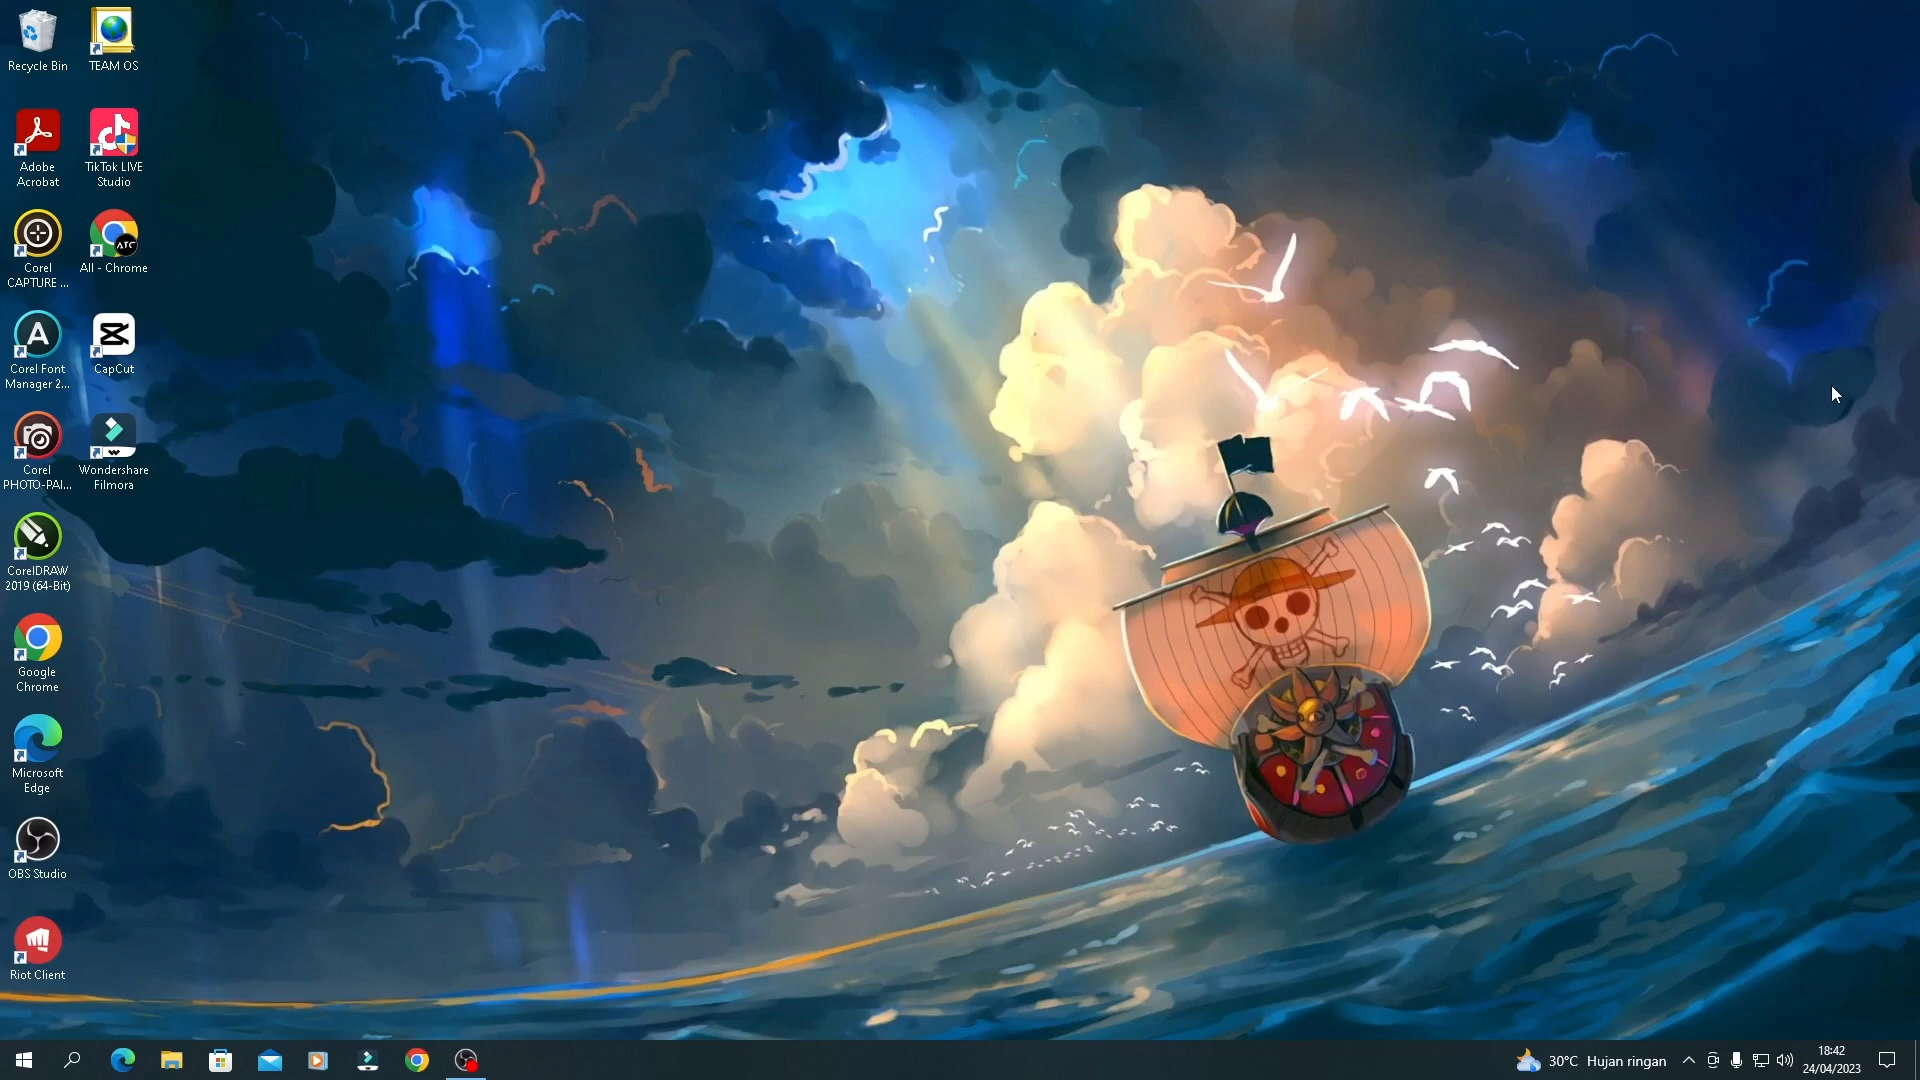 Recycle Bin
TEAM OS
Adobe
Acrobat
TikTok LIVE
Studio
Corel
CAPTURE ...
ATC
All - Chrome
Corel Font
Manager 2...
CapCut
Corel
PHOTO-PAI...
Wondershare
Filmora
CorelDRAW
2019 (64-Bit)
Google
Chrome
Microsoft
Edge
OBS Studio
Riot Client
30°C Hujan ringan
18:42
24/04/2023